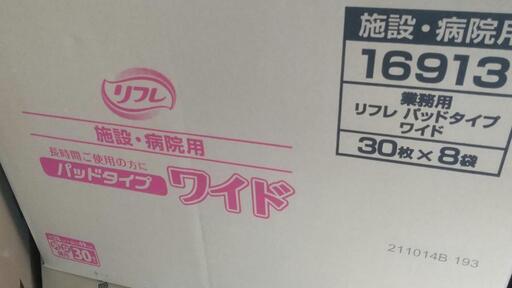 リフレ
施設・病院用
長時間ご使用の方に
パッドタイプ ワイド
30
施設・病院用
16913
業務用
リフレ パッドタイプ
ワイド
30枚×8袋
211014B 193